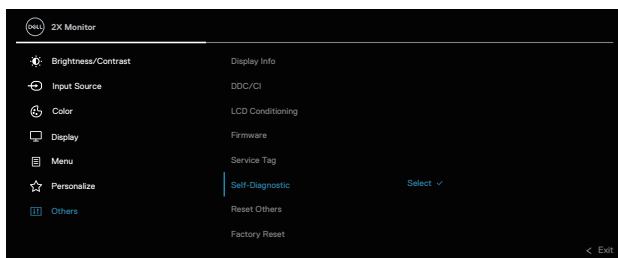 DELL 2X Monitor
Brightness/Contrast Display Info
Input Source DDC/CI
Color LCD Conditioning
Display Firmware
Menu Service Tag
Personalize Self-Diagnostic Select ✓
Others Reset Others
Factory Reset
< Exit